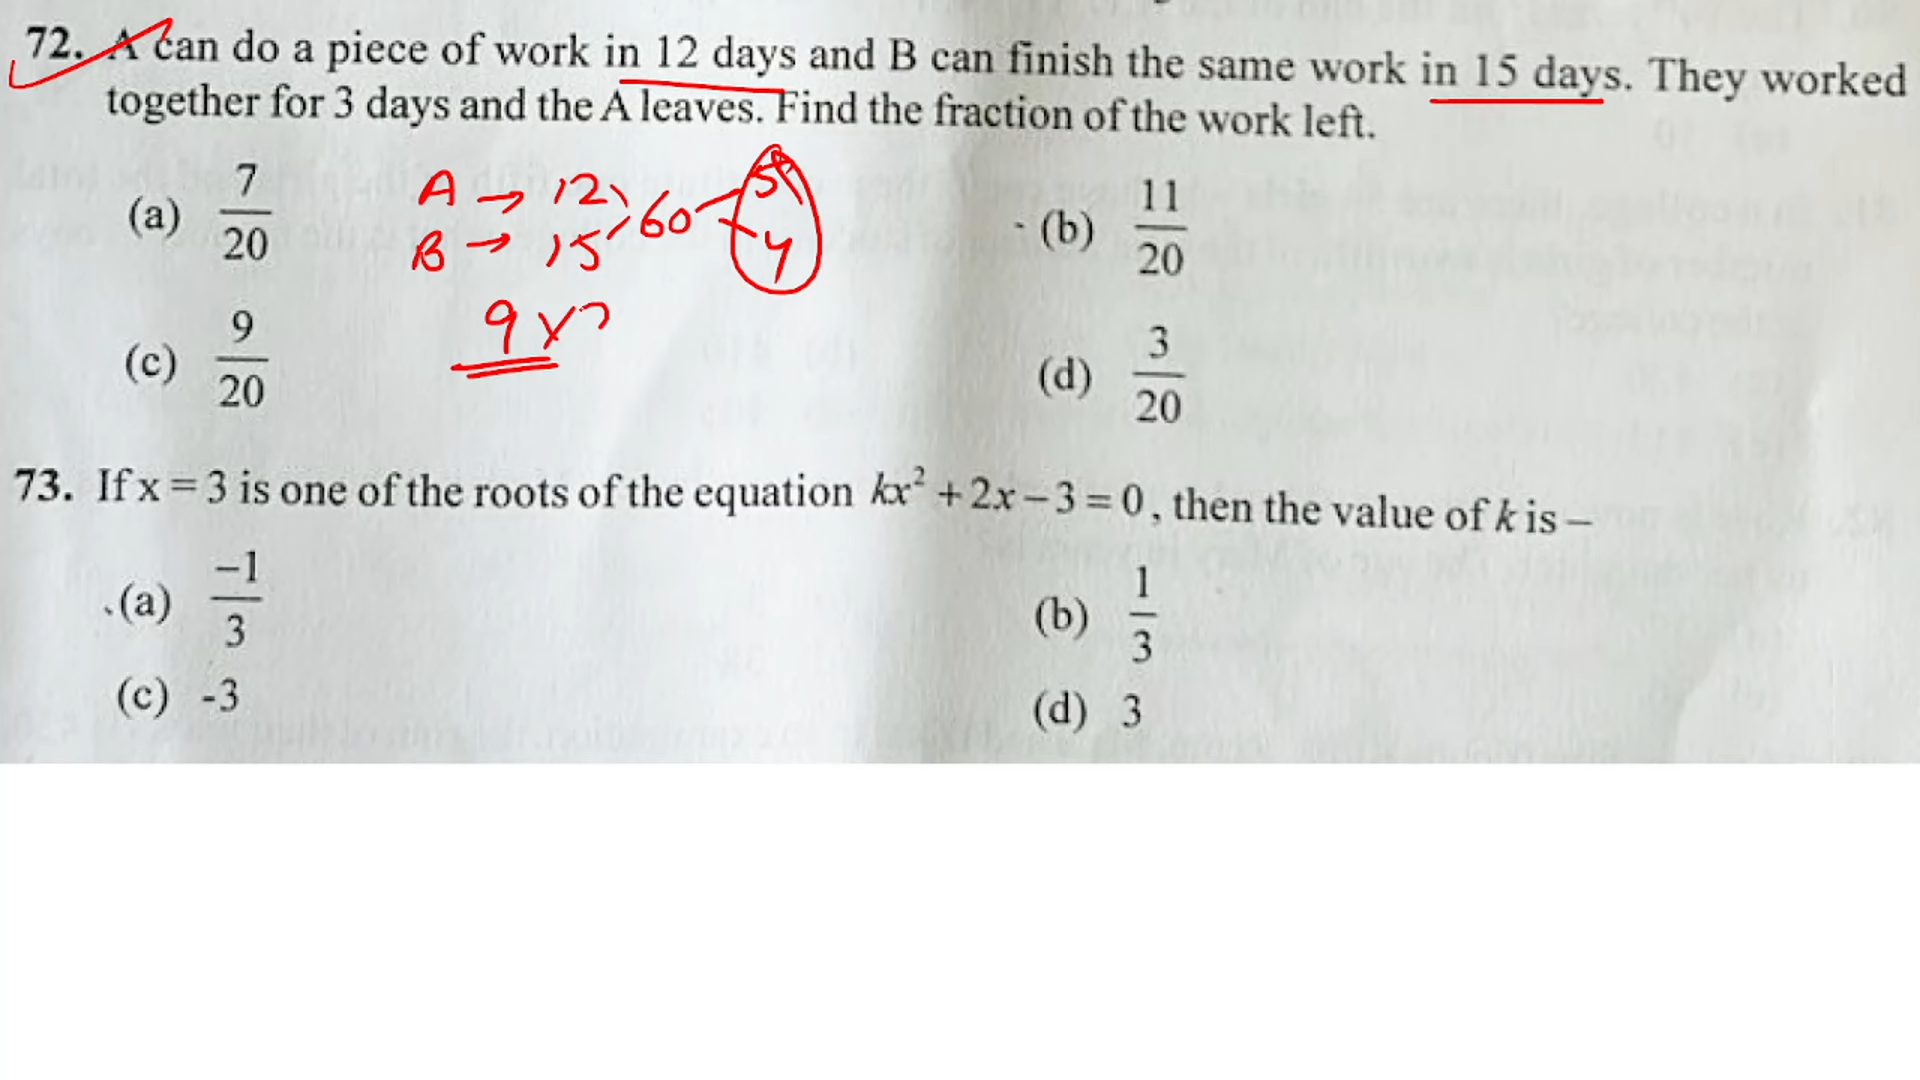 72. A can do a piece of work in 12 days and B can finish the same work in 15 days. They worked
together for 3 days and the A leaves. Find the fraction of the work left.
(a) 7/20
(b) 11/20
A → 12
B → 15
60
5
4
9 x
(c) 9/20
(d) 3/20
73. If x = 3 is one of the roots of the equation kx² + 2x – 3 = 0, then the value of k is –
(a) –1/3
(b) 1/3
(c) -3
(d) 3